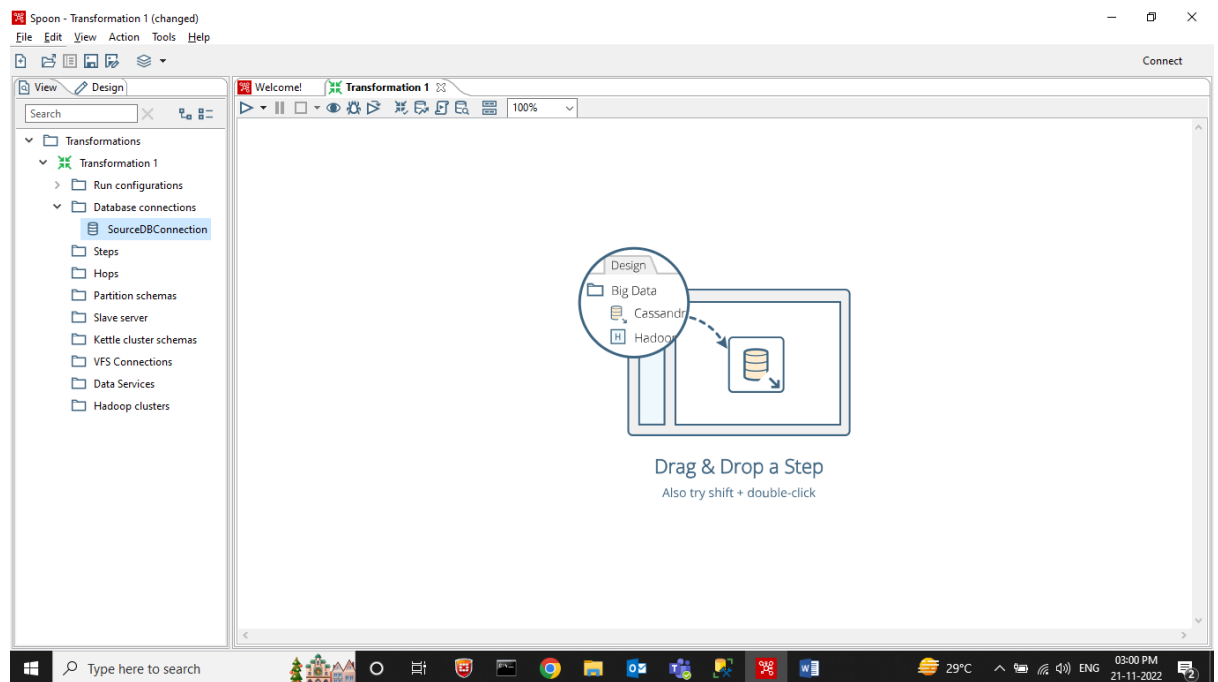 Spoon - Transformation 1 (changed)
File Edit View Action Tools Help
Connect
View Design
Search
Transformations
Transformation 1
Run configurations
Database connections
SourceDBConnection
Steps
Hops
Partition schemas
Slave server
Kettle cluster schemas
VFS Connections
Data Services
Hadoop clusters
Welcome! Transformation 1
100%
Design
Big Data
Cassandr
H Hadoop
Drag & Drop a Step
Also try shift + double-click
Type here to search
29°C ENG 03:00 PM
21-11-2022
2